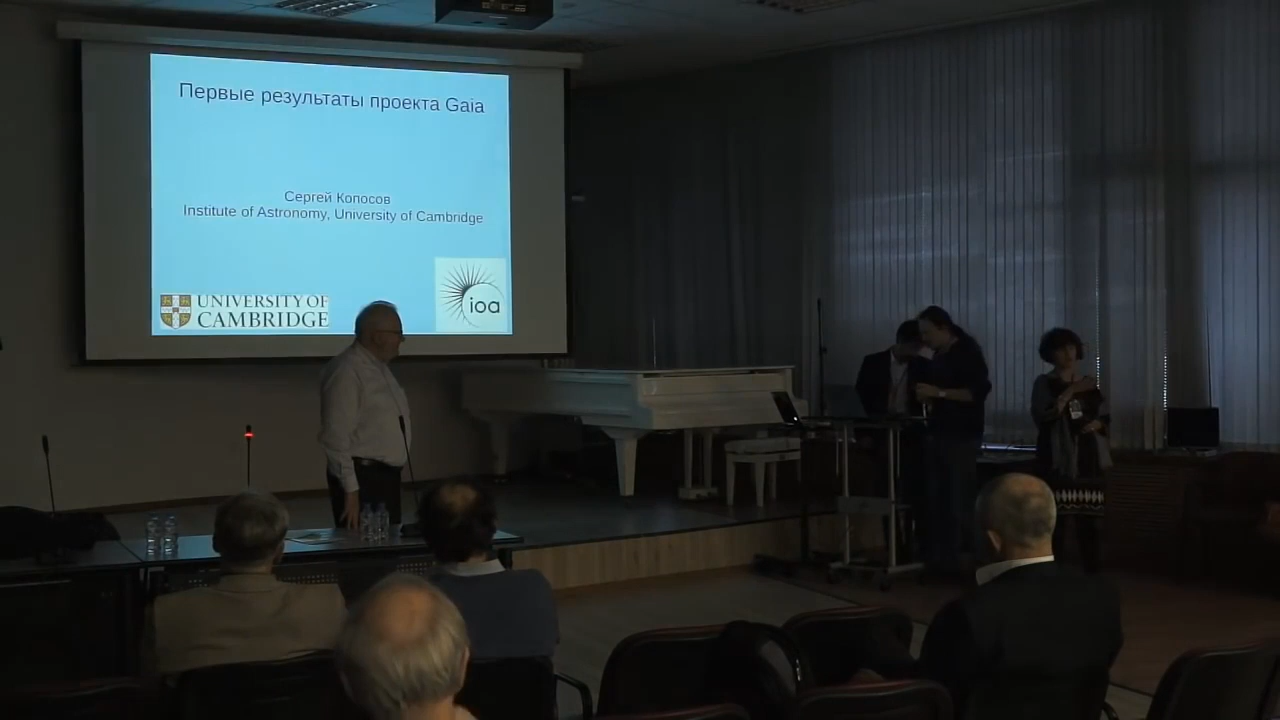 Первые результаты проекта Gaia
Сергей Копосов
Institute of Astronomy, University of Cambridge
UNIVERSITY OF
CAMBRIDGE
ioa